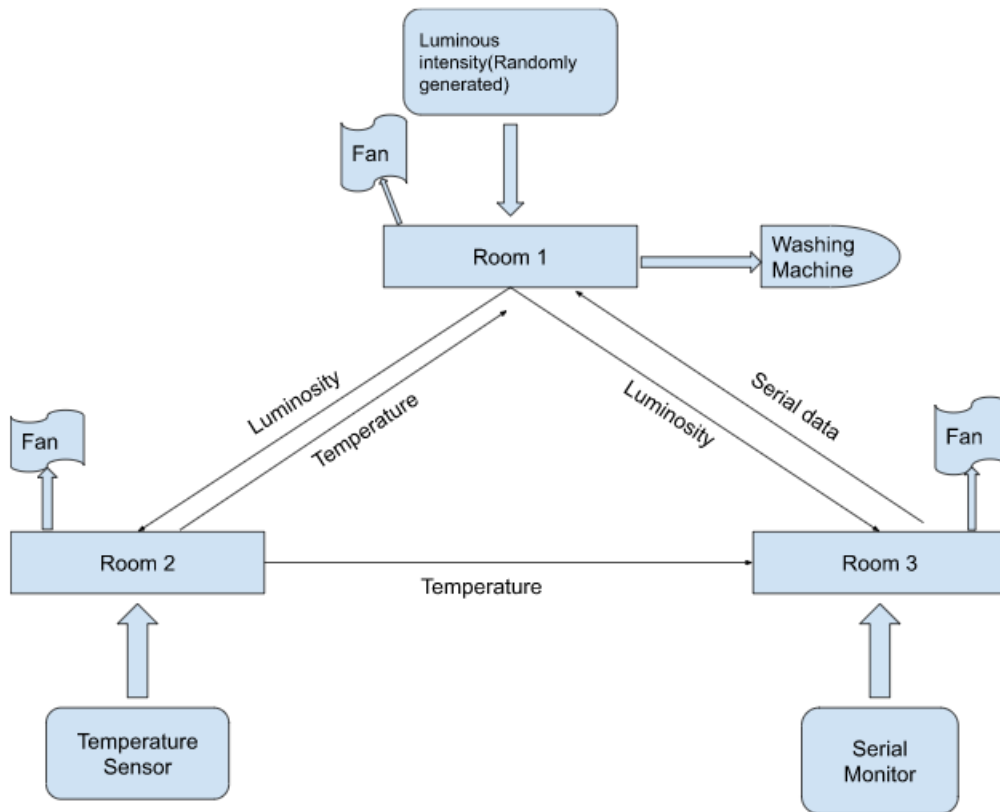 Luminous
intensity(Randomly
generated)
Fan
Room 1
Washing
Machine
Luminosity
Temperature
Luminosity
Serial data
Fan
Fan
Room 2
Temperature
Room 3
Temperature
Sensor
Serial
Monitor